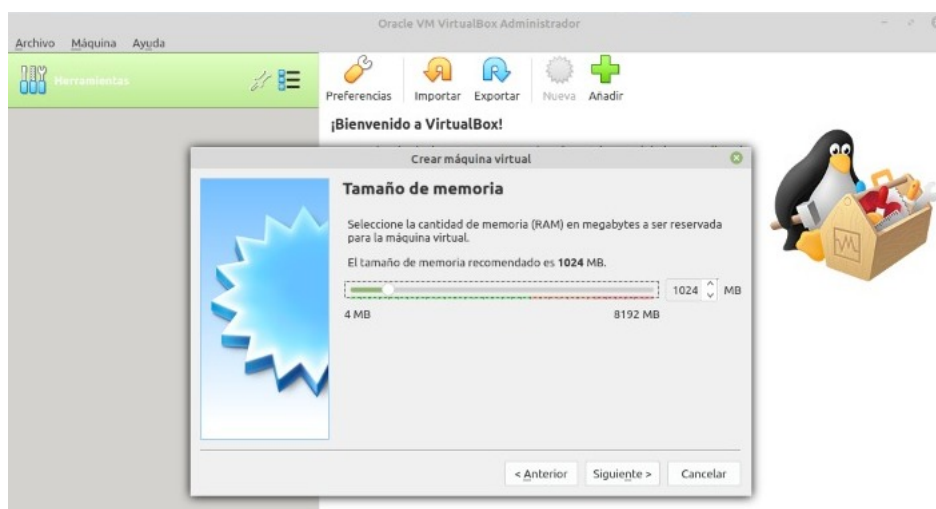 Oracle VM VirtualBox Administrador
Archivo Máquina Ayuda
Herramientas
Preferencias Importar Exportar Nueva Añadir
¡Bienvenido a VirtualBox!
Crear máquina virtual
Tamaño de memoria
Seleccione la cantidad de memoria (RAM) en megabytes a ser reservada
para la máquina virtual.
El tamaño de memoria recomendado es 1024 MB.
1024 MB
4 MB 8192 MB
< Anterior Siguiente > Cancelar